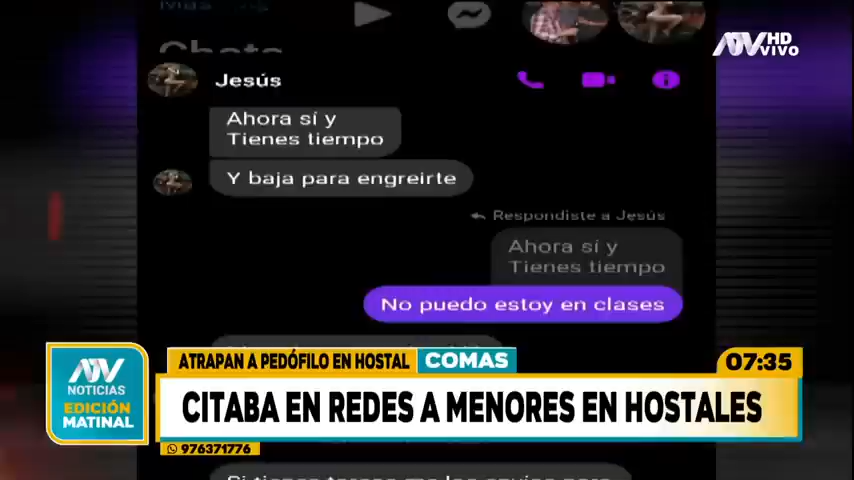 Chats
ATV HD
VIVO
Jesús
Ahora sí y
Tienes tiempo
Y baja para engreirte
Respondiste a Jesús
Ahora sí y
Tienes tiempo
No puedo estoy en clases
ATRAPAN A PEDÓFILO EN HOSTAL COMAS
07:35
ATV
NOTICIAS
EDICIÓN
MATINAL
CITABA EN REDES A MENORES EN HOSTALES
976371776